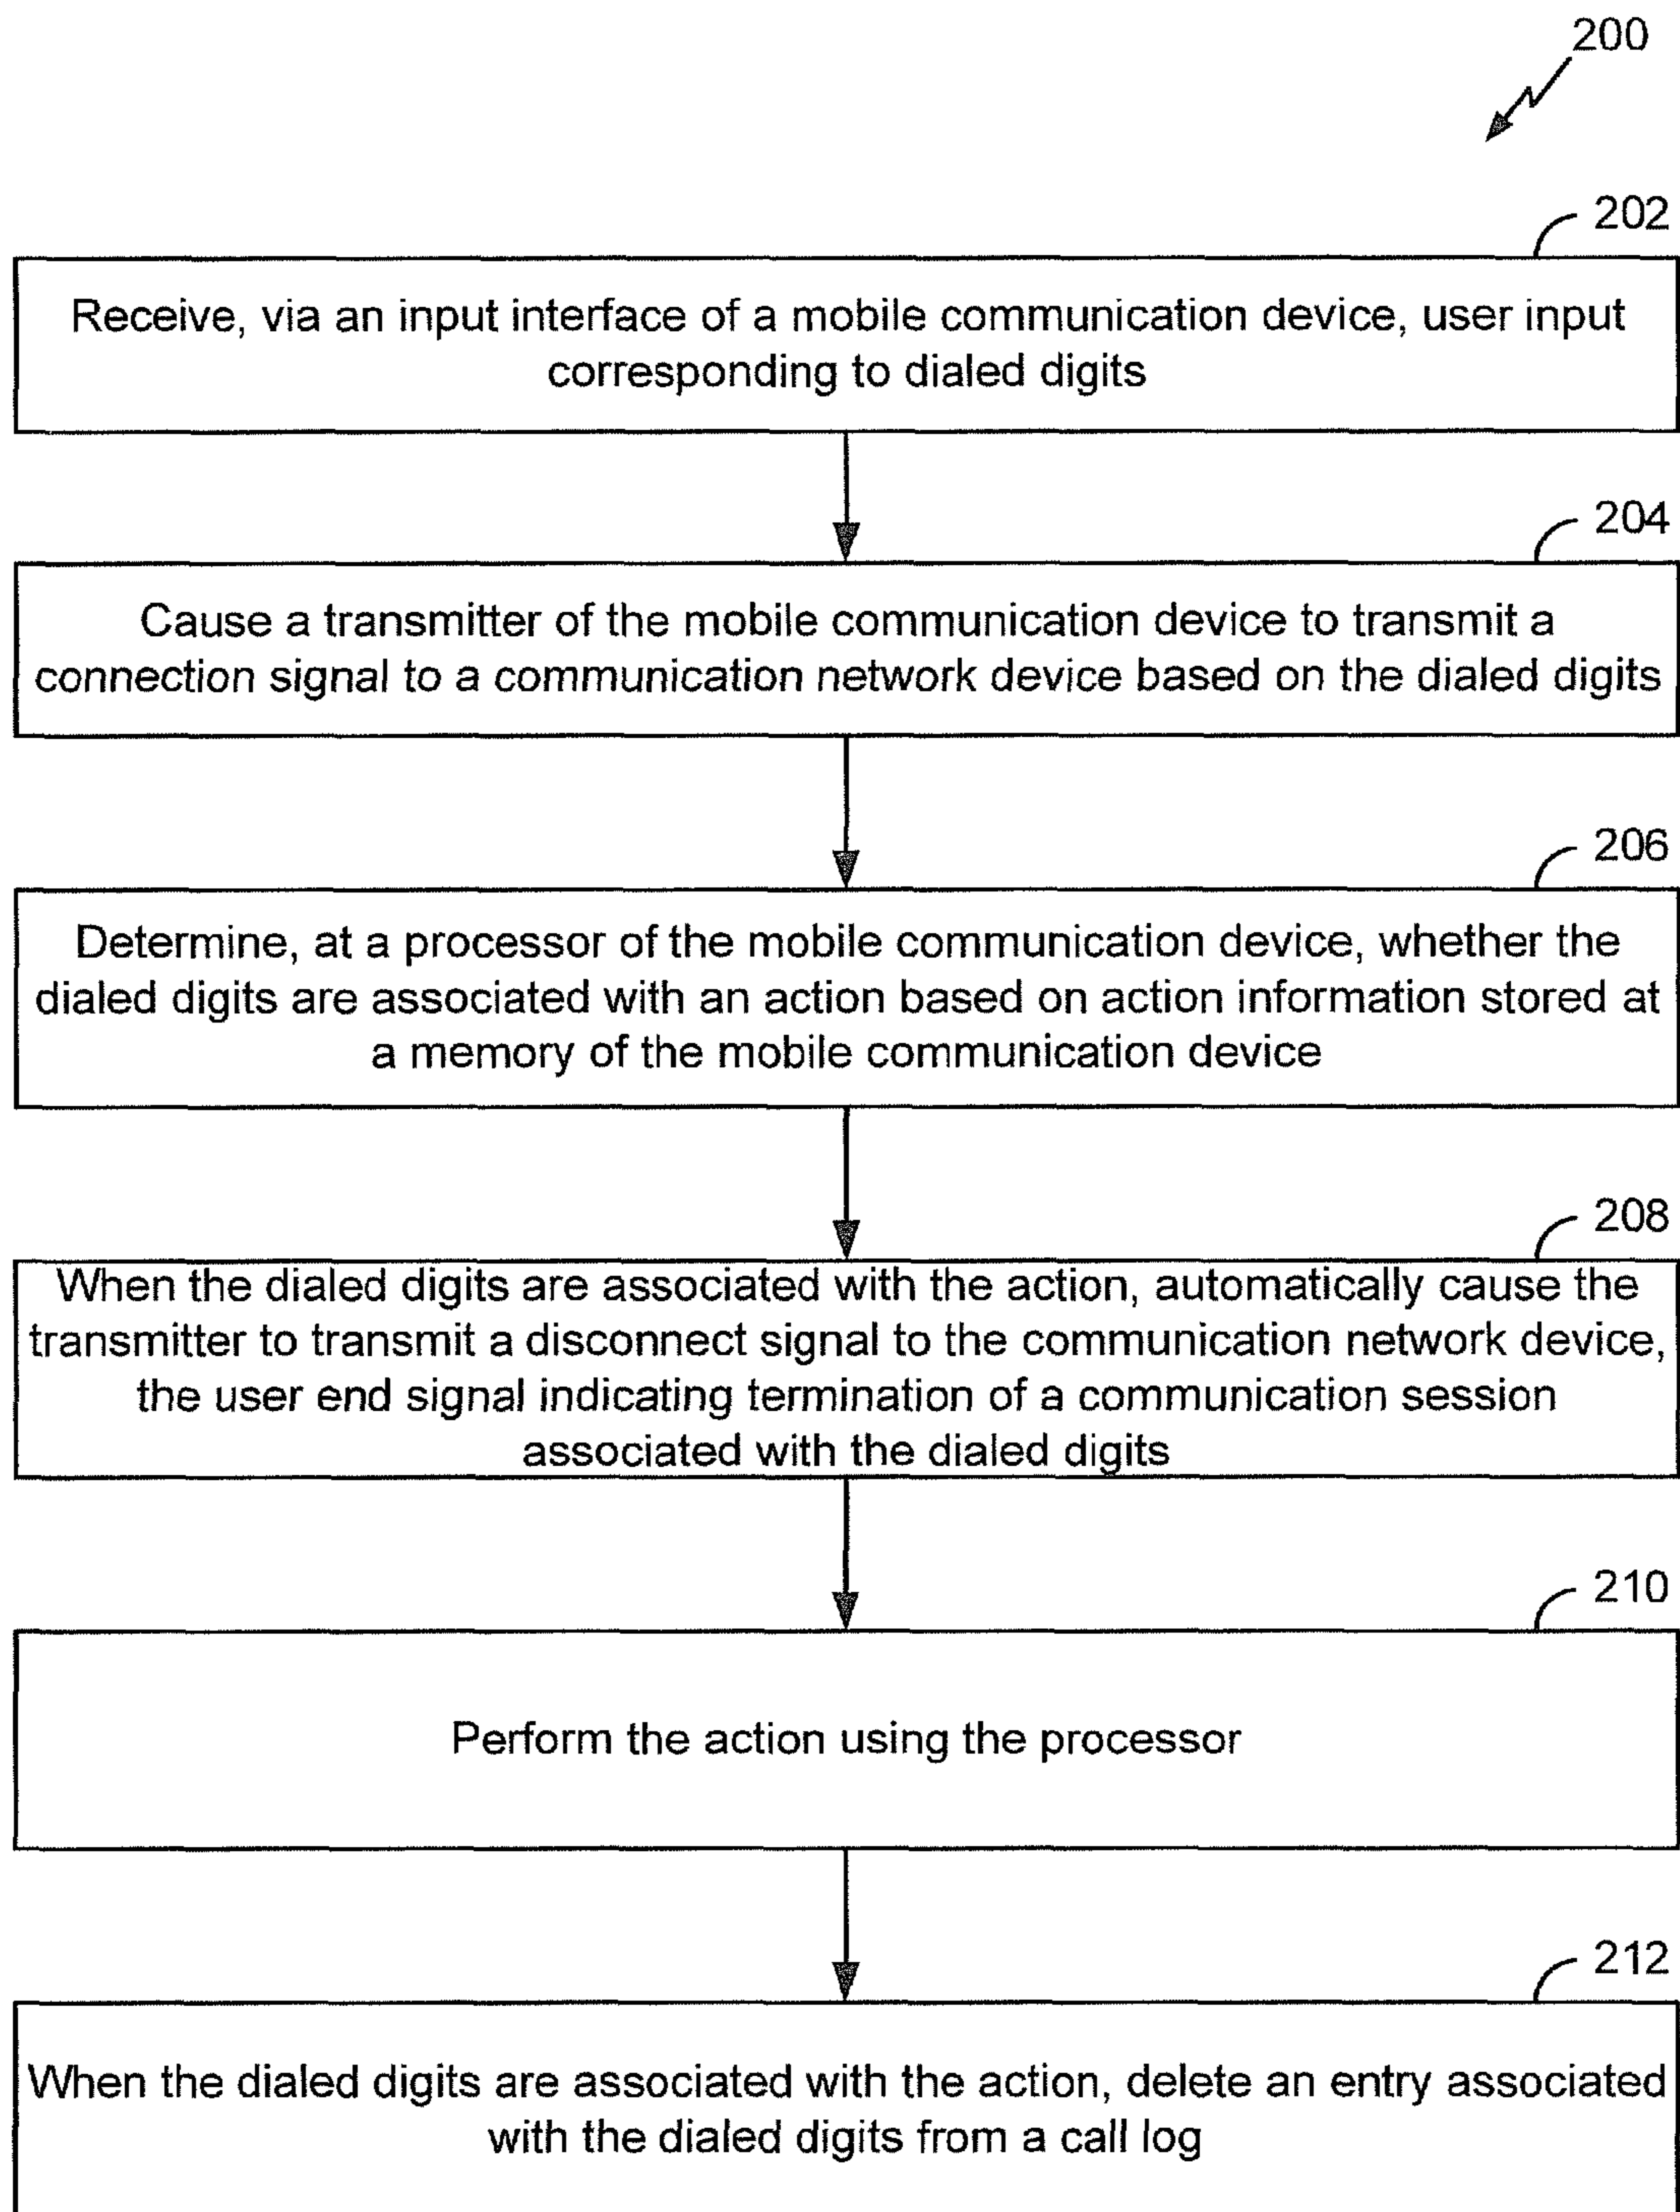 200
202
Receive, via an input interface of a mobile communication device, user input
corresponding to dialed digits
204
Cause a transmitter of the mobile communication device to transmit a
connection signal to a communication network device based on the dialed digits
206
Determine, at a processor of the mobile communication device, whether the
dialed digits are associated with an action based on action information stored at
a memory of the mobile communication device
208
When the dialed digits are associated with the action, automatically cause the
transmitter to transmit a disconnect signal to the communication network device,
the user end signal indicating termination of a communication session
associated with the dialed digits
210
Perform the action using the processor
212
When the dialed digits are associated with the action, delete an entry associated
with the dialed digits from a call log